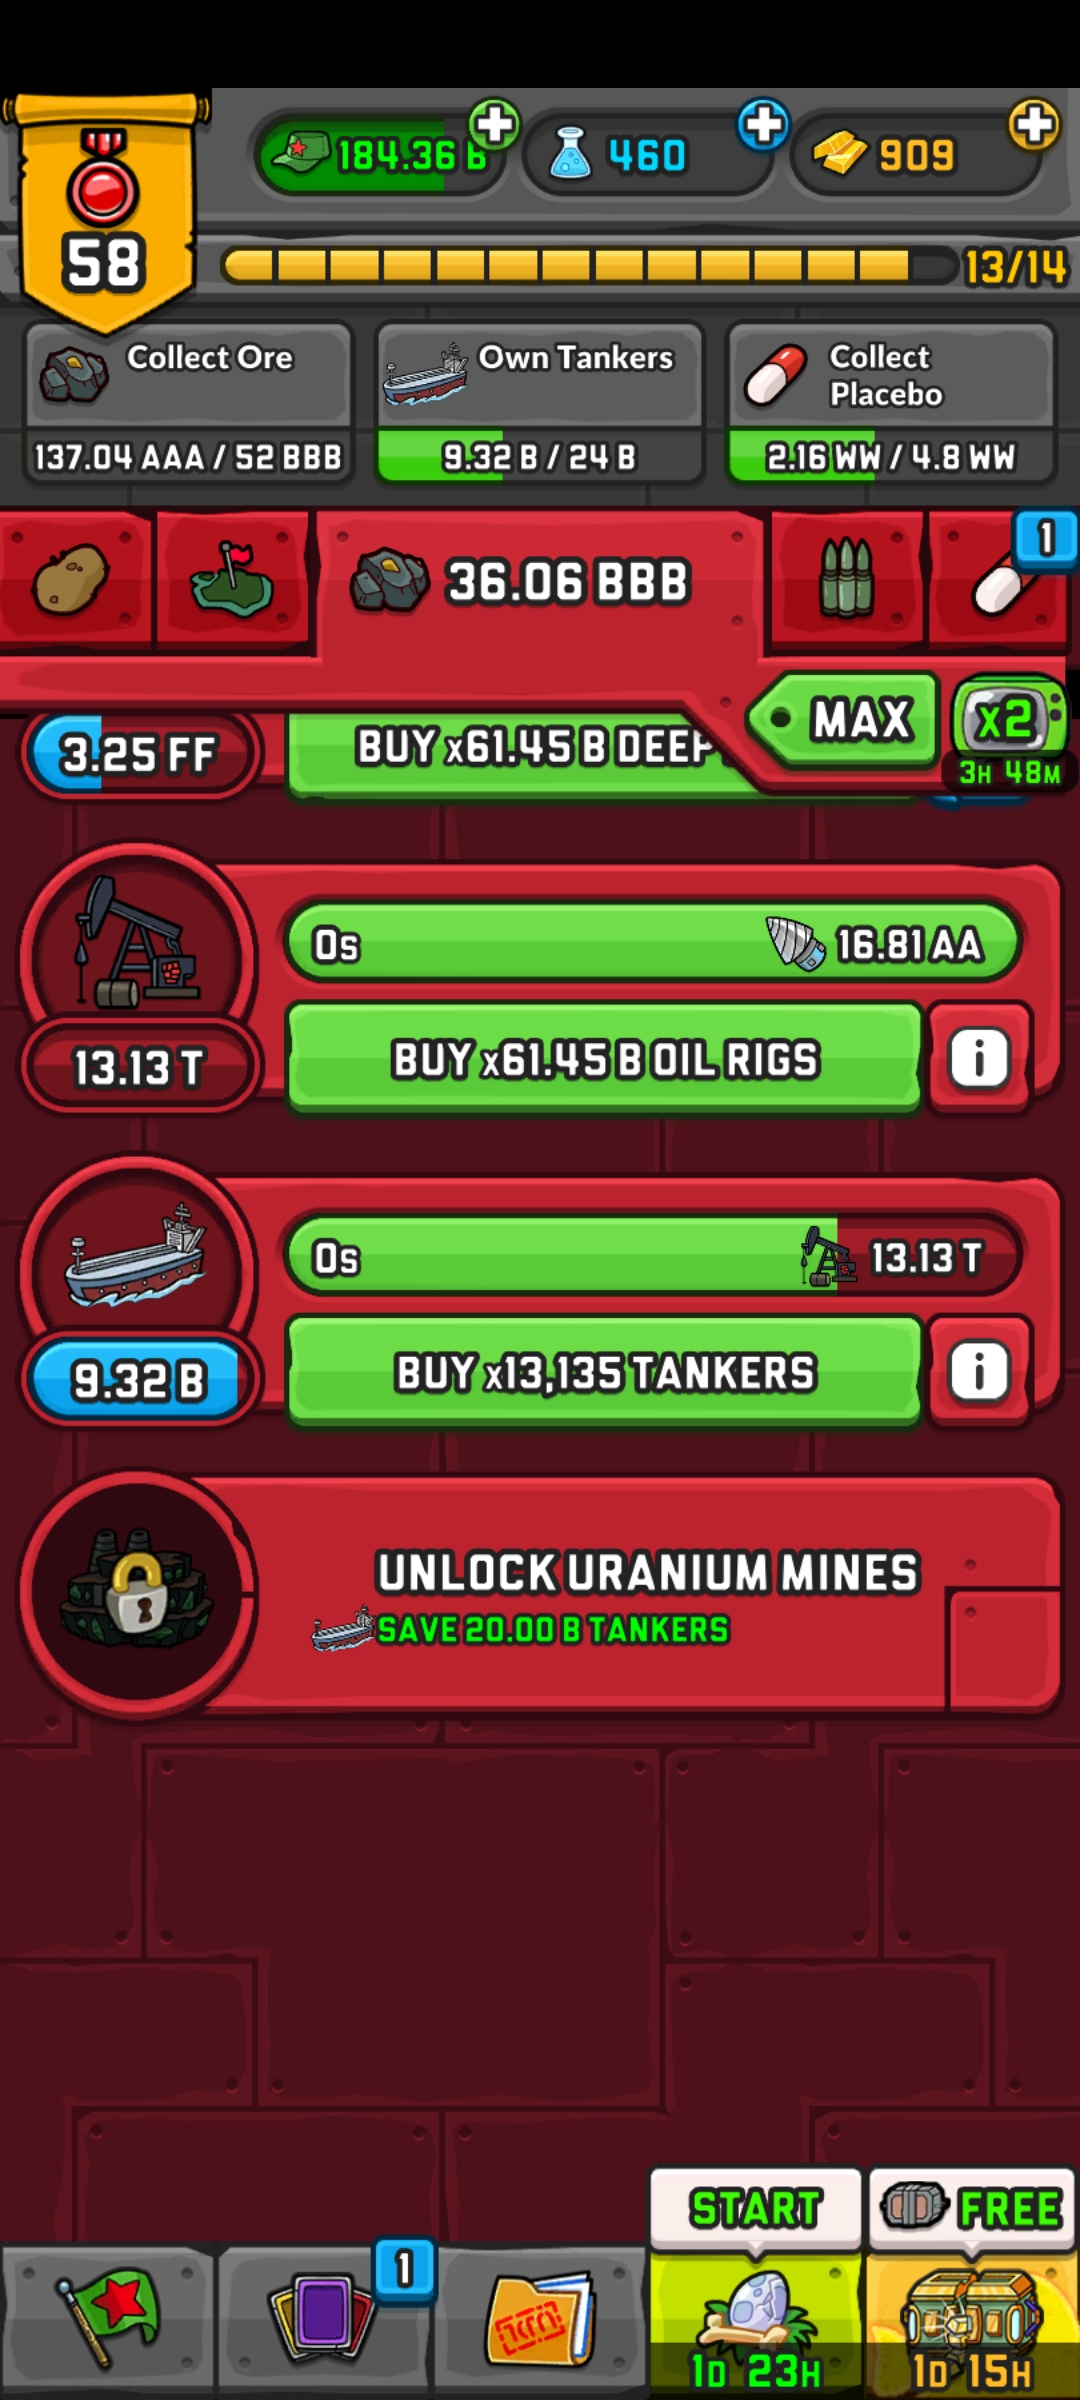 184.36 B
460
909
58
13/14
Collect Ore
137.04 AAA / 52 BBB
Own Tankers
9.32 B / 24 B
Collect
Placebo
2.16 WW / 4.8 WW
36.06 BBB
1
MAX
x2
3H 48M
3.25 FF
BUY x61.45 B DEEP
0s
16.81 AA
13.13 T
BUY x61.45 B OIL RIGS
i
0s
13.13 T
9.32 B
BUY x13,135 TANKERS
i
UNLOCK URANIUM MINES
SAVE 20.00 B TANKERS
START
FREE
1
1D 23H
1D 15H